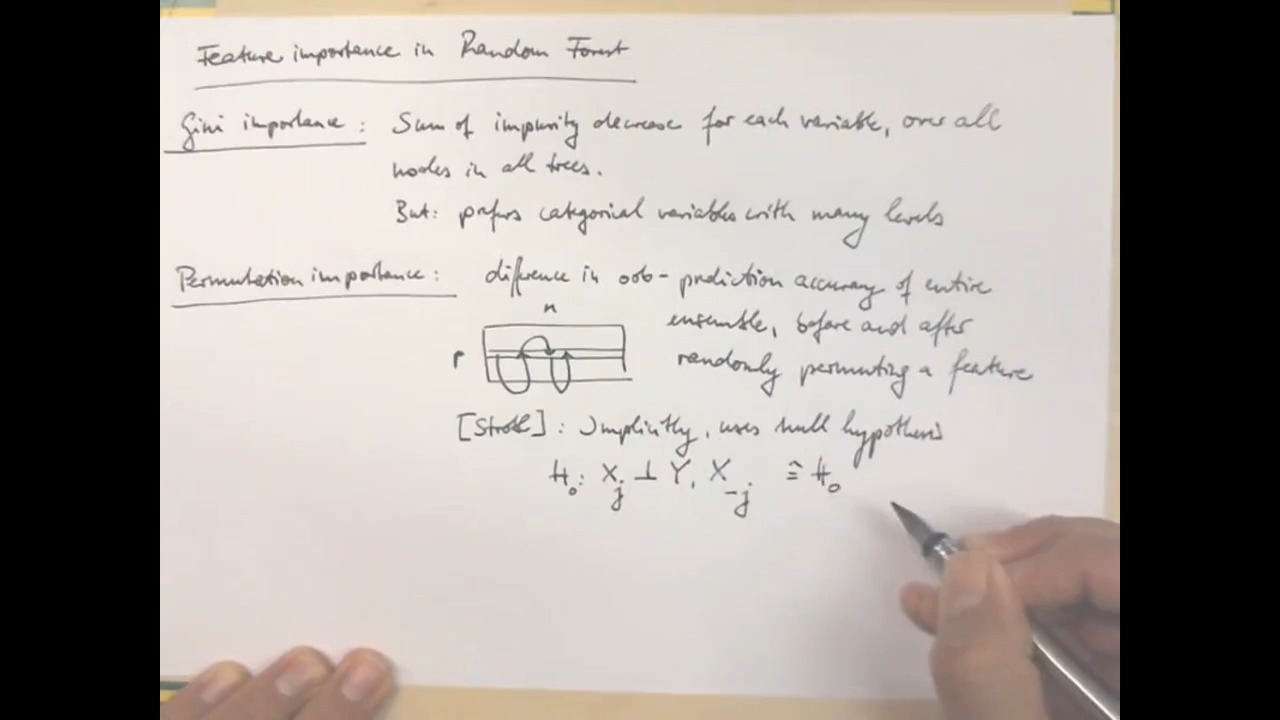 Feature importance in Random Forest
Gini importance: Sum of impurity decrease for each variable, over all
nodes in all trees.
But: prefers categorical variables with many levels
Permutation importance: difference in oob-prediction accuracy of entire
ensemble, before and after
randomly permuting a feature
n
p
[Strobl]: Implicitly, uses null hypothesis
H₀: Xⱼ ⊥ Y, X₋ⱼ ≙ H₀